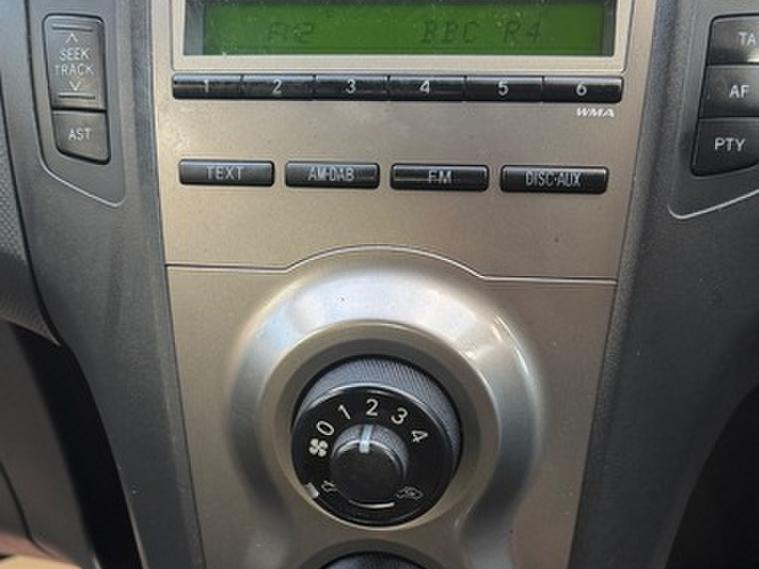 FM2 BBC R4
SEEK
TRACK
AST
1 2 3 4 5 6
WMA
TEXT AM·DAB FM DISC·AUX
TA
AF
PTY
0 1 2 3 4